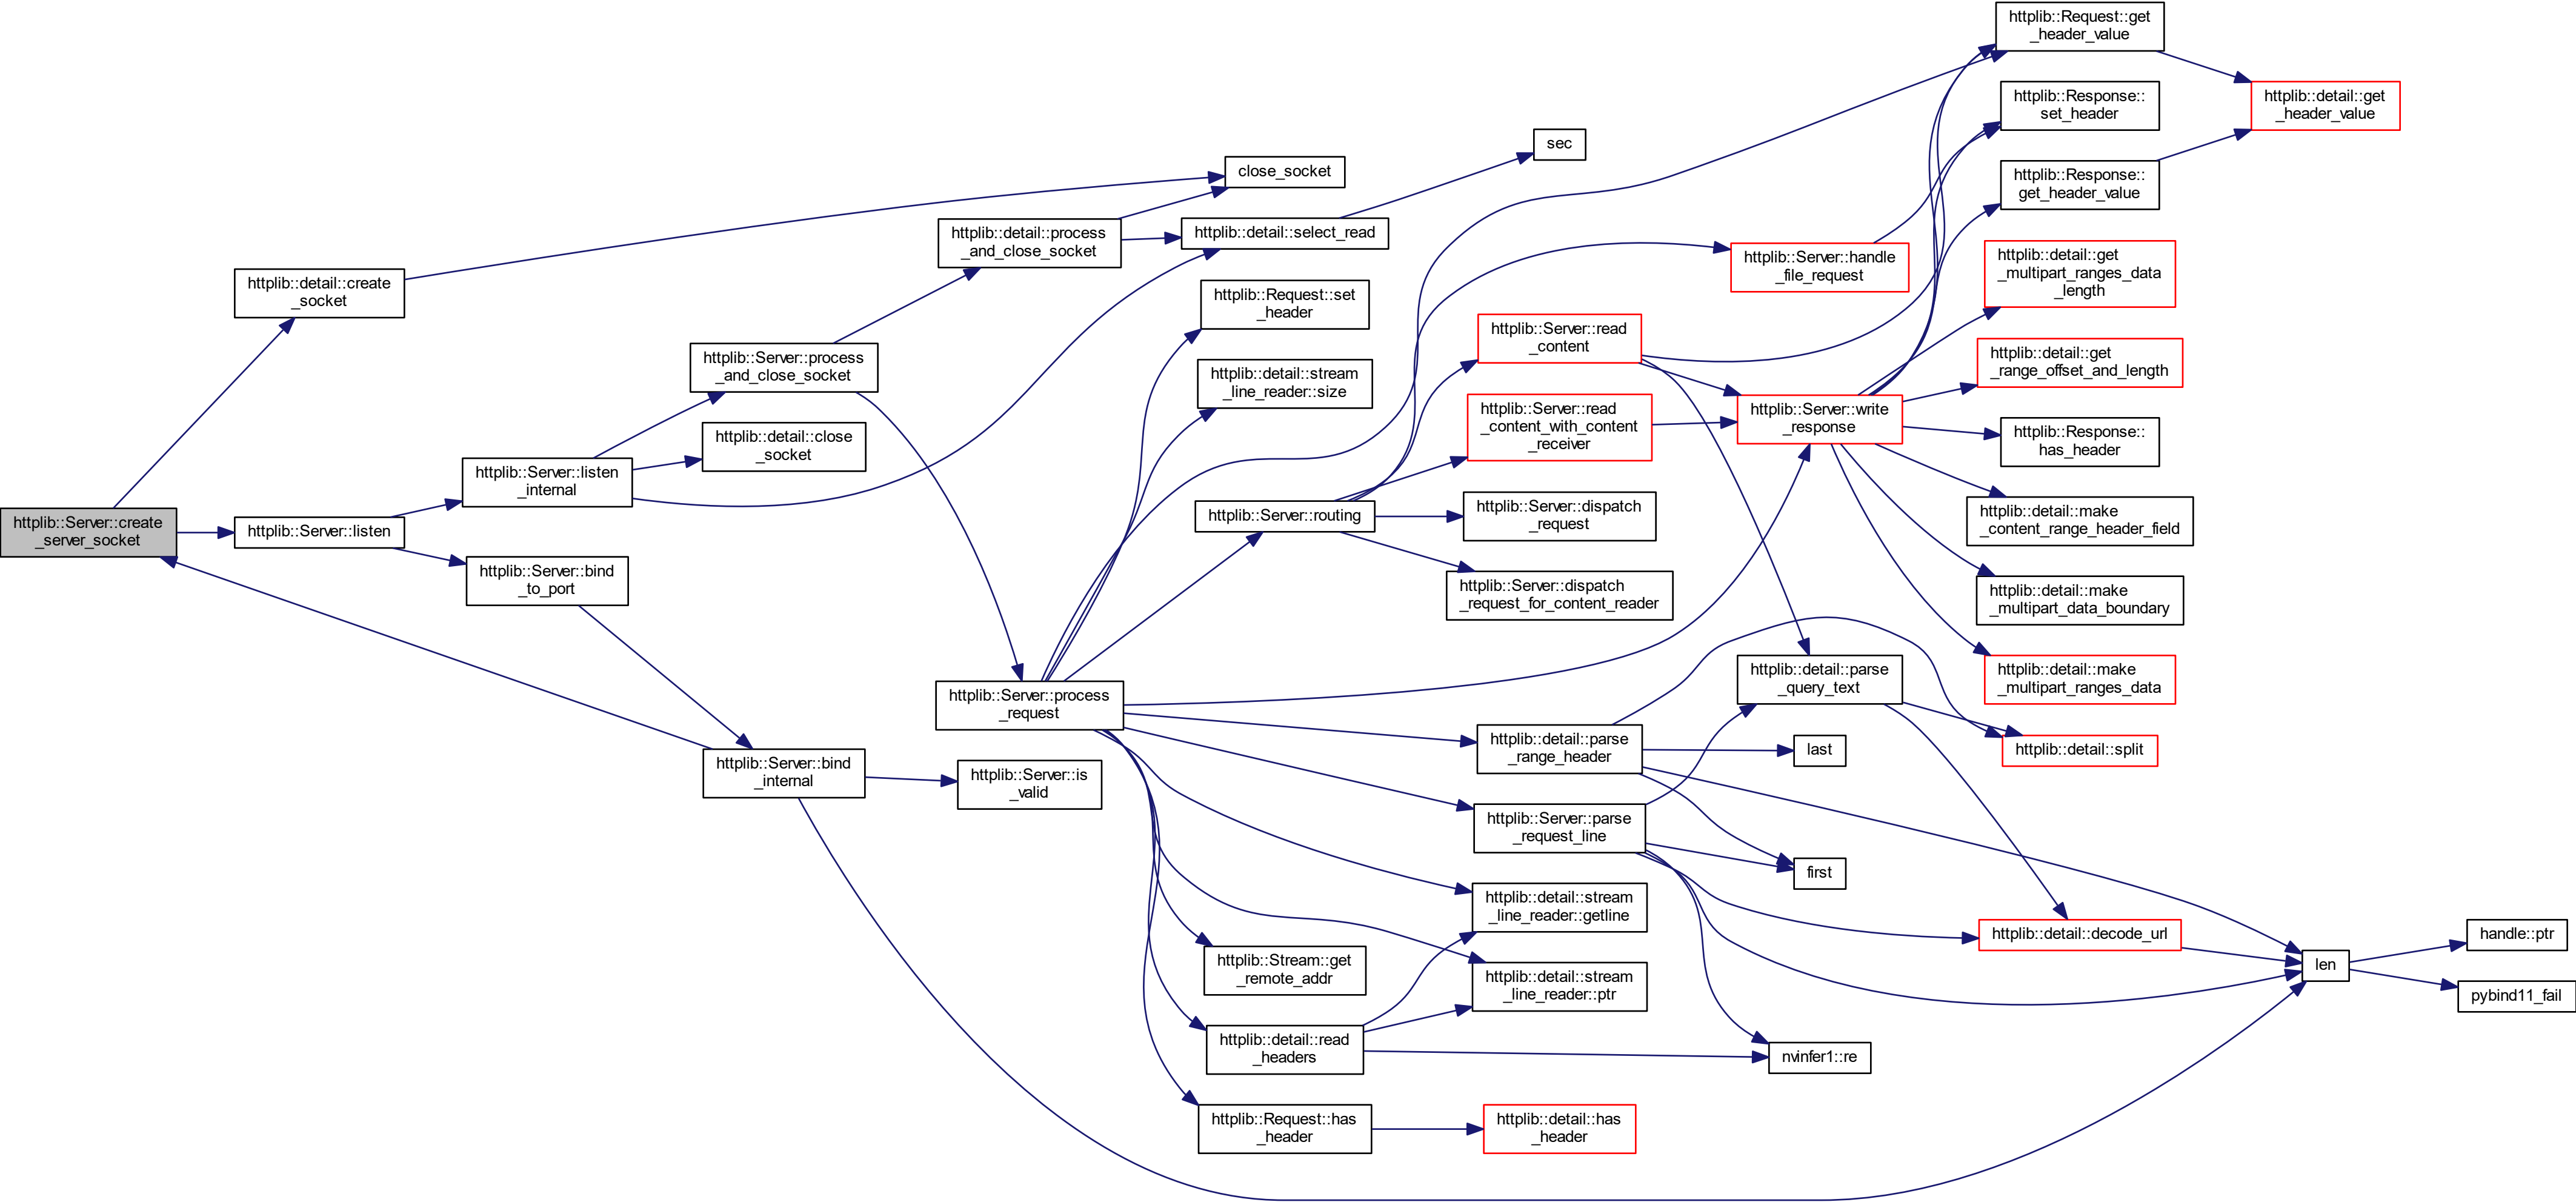 httplib::Server::create
_server_socket
httplib::detail::create
_socket
httplib::Server::listen
httplib::Server::listen
_internal
httplib::Server::bind
_to_port
httplib::Server::process
_and_close_socket
httplib::detail::close
_socket
httplib::Server::bind
_internal
httplib::detail::process
_and_close_socket
httplib::Server::process
_request
httplib::Server::is
_valid
close_socket
httplib::detail::select_read
httplib::Request::set
_header
httplib::detail::stream
_line_reader::size
httplib::Server::routing
httplib::Stream::get
_remote_addr
httplib::detail::read
_headers
httplib::Request::has
_header
sec
httplib::Server::read
_content
httplib::Server::read
_content_with_content
_receiver
httplib::Server::dispatch
_request
httplib::Server::dispatch
_request_for_content_reader
httplib::detail::parse
_range_header
httplib::Server::parse
_request_line
httplib::detail::stream
_line_reader::getline
httplib::detail::stream
_line_reader::ptr
httplib::detail::has
_header
httplib::Server::handle
_file_request
httplib::Server::write
_response
httplib::detail::parse
_query_text
last
first
nvinfer1::re
httplib::Request::get
_header_value
httplib::Response::
set_header
httplib::Response::
get_header_value
httplib::detail::get
_multipart_ranges_data
_length
httplib::detail::get
_range_offset_and_length
httplib::Response::
has_header
httplib::detail::make
_content_range_header_field
httplib::detail::make
_multipart_data_boundary
httplib::detail::make
_multipart_ranges_data
httplib::detail::split
httplib::detail::decode_url
httplib::detail::get
_header_value
len
handle::ptr
pybind11_fail